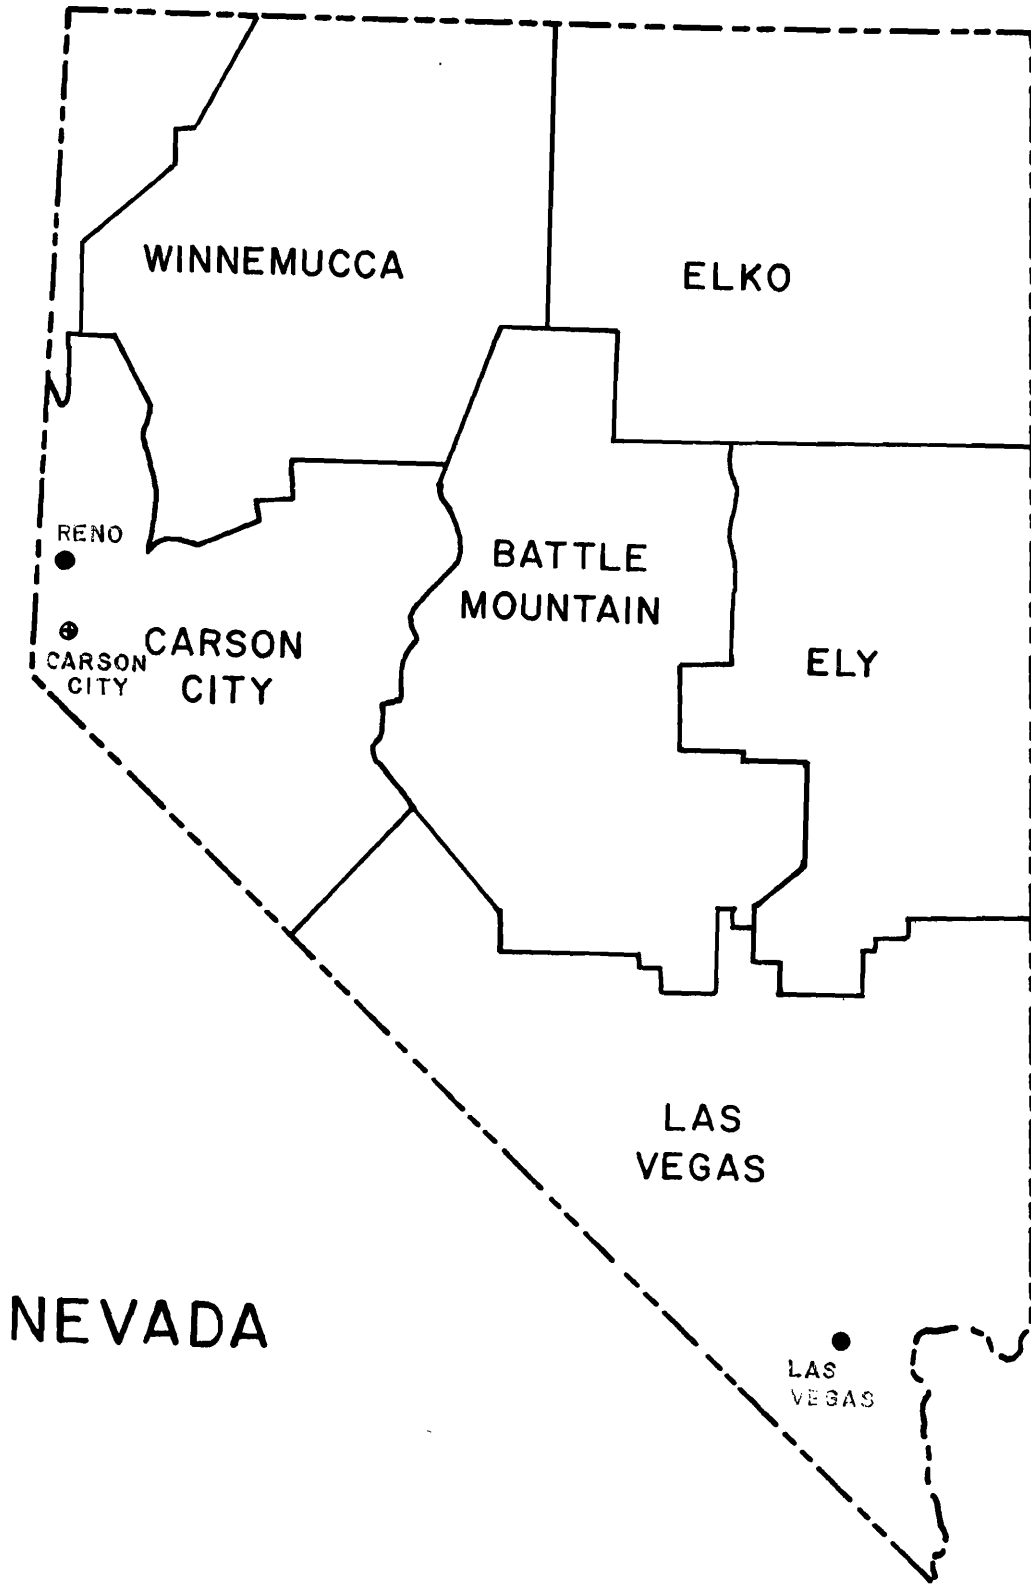 WINNEMUCCA
ELKO
RENO
BATTLE
MOUNTAIN
CARSON
CITY
CARSON
CITY
ELY
LAS
VEGAS
NEVADA
LAS
VEGAS